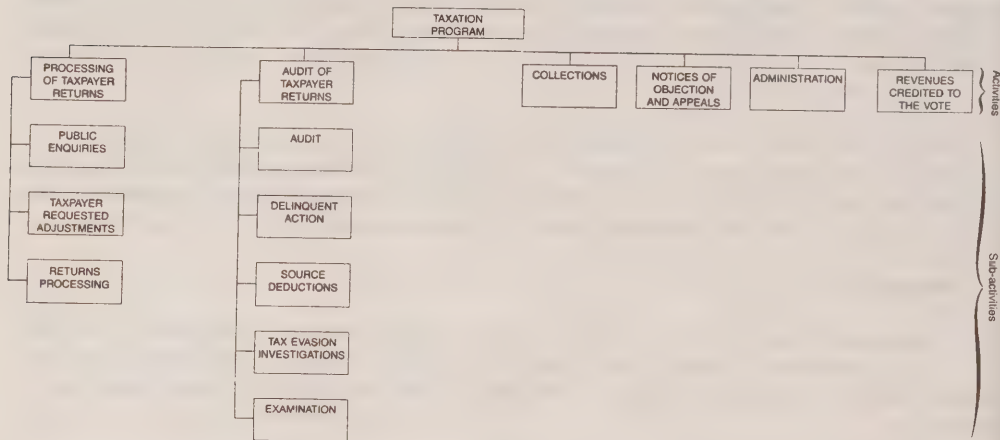 TAXATION
PROGRAM
PROCESSING
OF TAXPAYER
RETURNS
AUDIT OF
TAXPAYER
RETURNS
COLLECTIONS
NOTICES OF
OBJECTION
AND APPEALS
ADMINISTRATION
REVENUES
CREDITED TO
THE VOTE
Activities
PUBLIC
ENQUIRIES
TAXPAYER
REQUESTED
ADJUSTMENTS
RETURNS
PROCESSING
AUDIT
DELINQUENT
ACTION
SOURCE
DEDUCTIONS
TAX EVASION
INVESTIGATIONS
EXAMINATION
Sub-activities